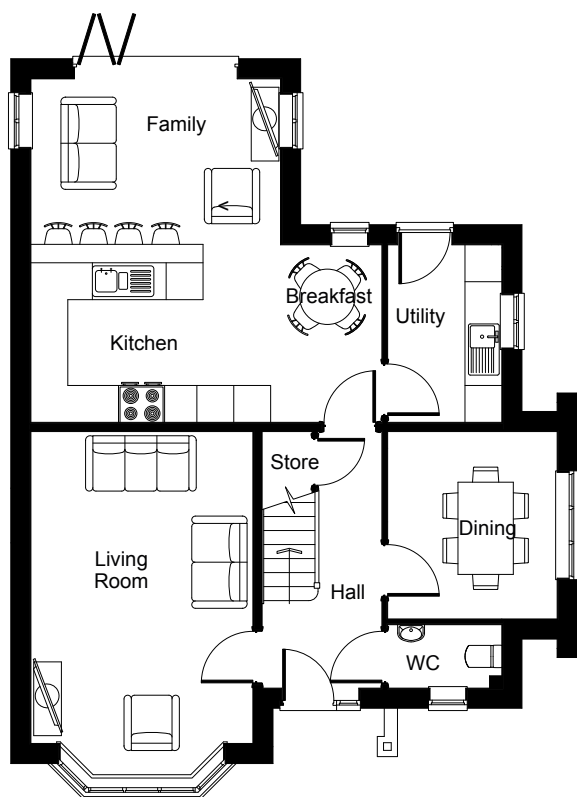 Family
Breakfast
Utility
Kitchen
Store
Dining
Living
Room
Hall
WC